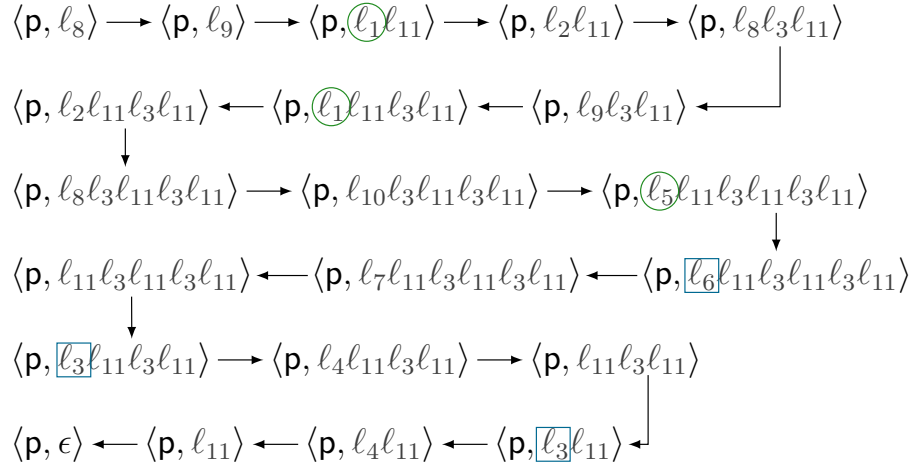 ⟨p, ℓ₈⟩ → ⟨p, ℓ₉⟩ → ⟨p, ℓ₁ℓ₁₁⟩ → ⟨p, ℓ₂ℓ₁₁⟩ → ⟨p, ℓ₈ℓ₃ℓ₁₁⟩
⟨p, ℓ₂ℓ₁₁ℓ₃ℓ₁₁⟩ ← ⟨p, ℓ₁ℓ₁₁ℓ₃ℓ₁₁⟩ ← ⟨p, ℓ₉ℓ₃ℓ₁₁⟩
⟨p, ℓ₈ℓ₃ℓ₁₁ℓ₃ℓ₁₁⟩ → ⟨p, ℓ₁₀ℓ₃ℓ₁₁ℓ₃ℓ₁₁⟩ → ⟨p, ℓ₅ℓ₁₁ℓ₃ℓ₁₁ℓ₃ℓ₁₁⟩
⟨p, ℓ₁₁ℓ₃ℓ₁₁ℓ₃ℓ₁₁⟩ ← ⟨p, ℓ₇ℓ₁₁ℓ₃ℓ₁₁ℓ₃ℓ₁₁⟩ ← ⟨p, ℓ₆ℓ₁₁ℓ₃ℓ₁₁ℓ₃ℓ₁₁⟩
⟨p, ℓ₃ℓ₁₁ℓ₃ℓ₁₁⟩ → ⟨p, ℓ₄ℓ₁₁ℓ₃ℓ₁₁⟩ → ⟨p, ℓ₁₁ℓ₃ℓ₁₁⟩
⟨p, ϵ⟩ ← ⟨p, ℓ₁₁⟩ ← ⟨p, ℓ₄ℓ₁₁⟩ ← ⟨p, ℓ₃ℓ₁₁⟩